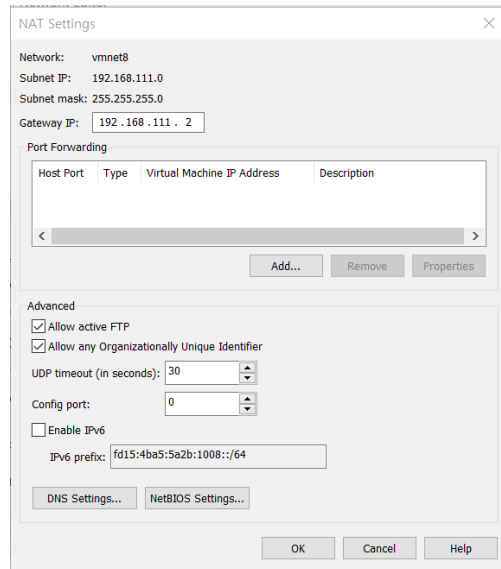 NAT Settings
Network: vmnet8
Subnet IP: 192.168.111.0
Subnet mask: 255.255.255.0
Gateway IP: 192 . 168 . 111 . 2
Port Forwarding
Host Port Type Virtual Machine IP Address Description
Add... Remove Properties
Advanced
Allow active FTP
Allow any Organizationally Unique Identifier
UDP timeout (in seconds): 30
Config port: 0
Enable IPv6
IPv6 prefix: fd15:4ba5:5a2b:1008::/64
DNS Settings... NetBIOS Settings...
OK Cancel Help